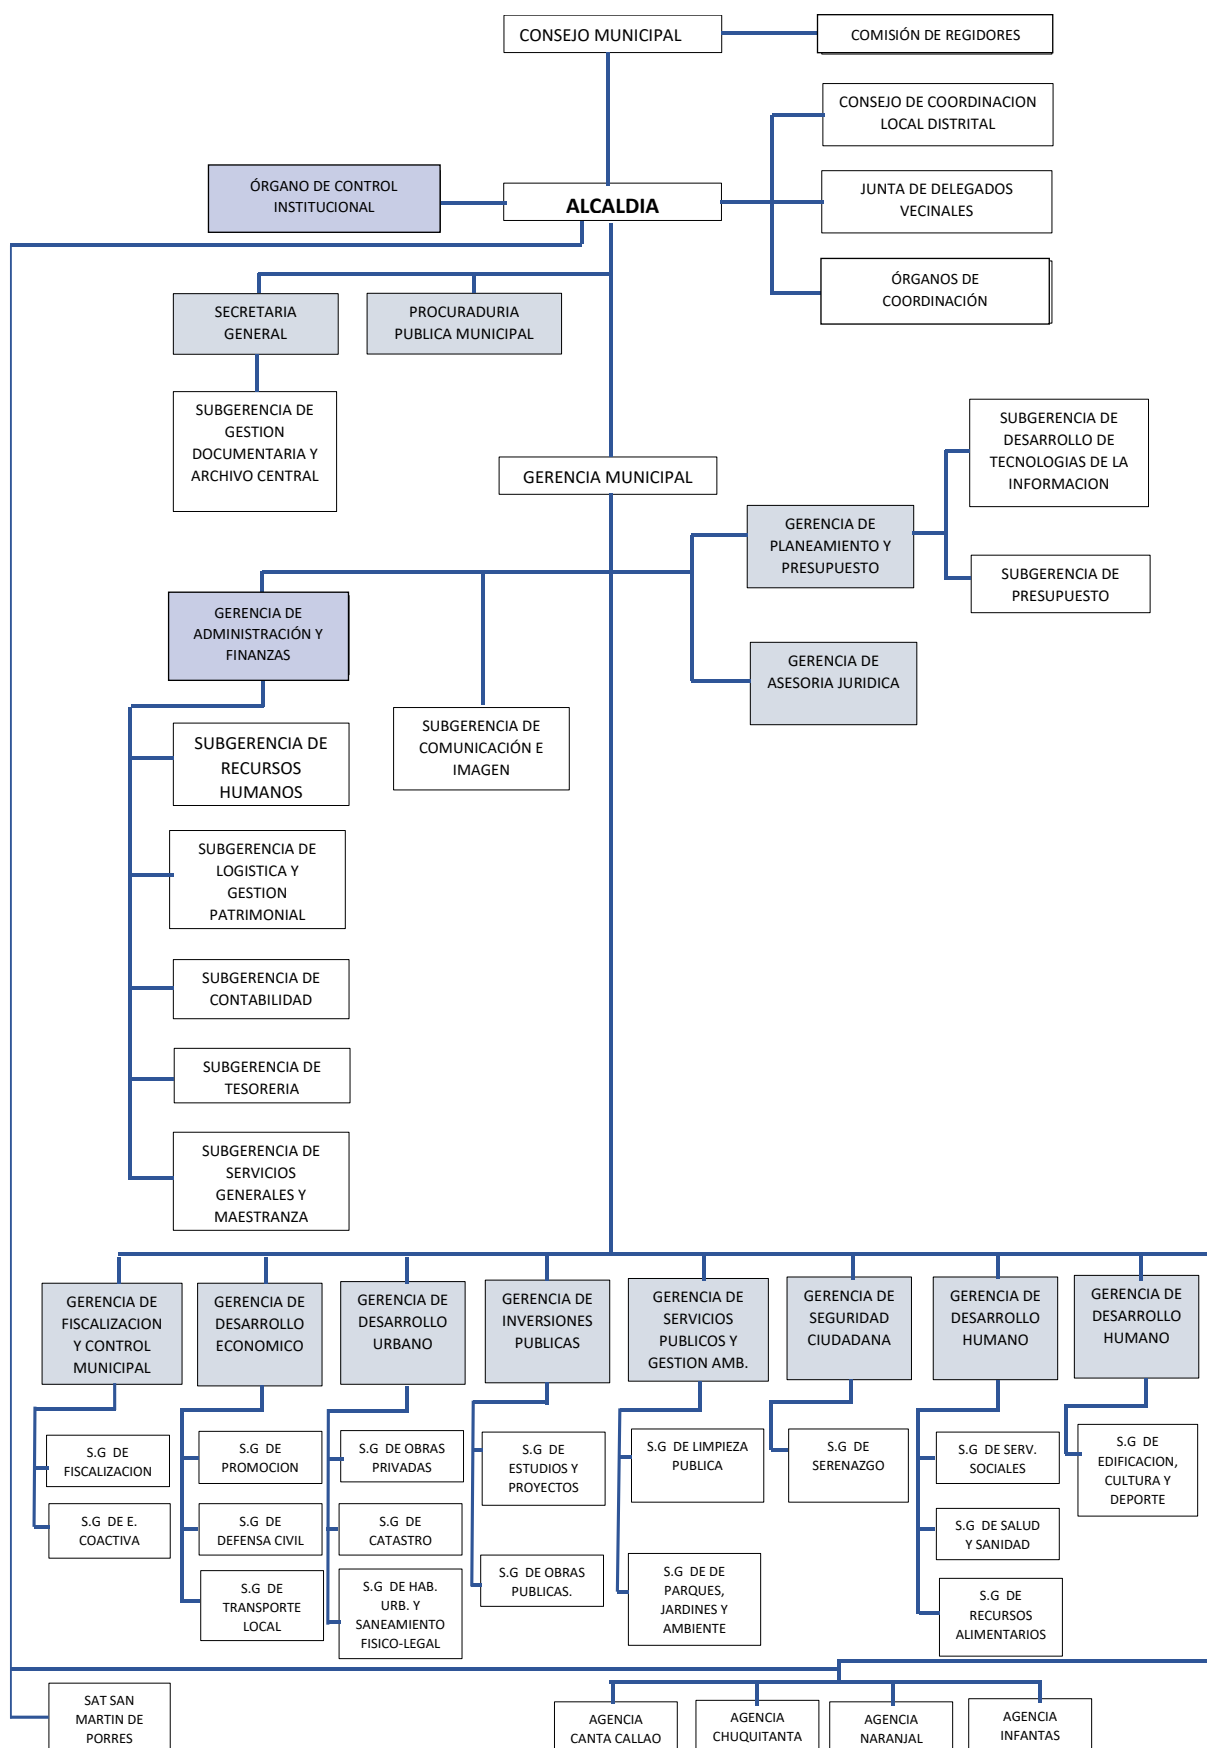 CONSEJO MUNICIPAL
COMISIÓN DE REGIDORES
CONSEJO DE COORDINACION
LOCAL DISTRITAL
ÓRGANO DE CONTROL
INSTITUCIONAL
ALCALDIA
JUNTA DE DELEGADOS
VECINALES
ÓRGANOS DE
COORDINACIÓN
SECRETARIA
GENERAL
PROCURADURIA
PUBLICA MUNICIPAL
SUBGERENCIA DE
GESTION
DOCUMENTARIA Y
ARCHIVO CENTRAL
GERENCIA MUNICIPAL
SUBGERENCIA DE
DESARROLLO DE
TECNOLOGIAS DE LA
INFORMACION
GERENCIA DE
PLANEAMIENTO Y
PRESUPUESTO
SUBGERENCIA DE
PRESUPUESTO
GERENCIA DE
ADMINISTRACIÓN Y
FINANZAS
GERENCIA DE
ASESORIA JURIDICA
SUBGERENCIA DE
COMUNICACIÓN E
IMAGEN
SUBGERENCIA DE
RECURSOS
HUMANOS
SUBGERENCIA DE
LOGISTICA Y
GESTION
PATRIMONIAL
SUBGERENCIA DE
CONTABILIDAD
SUBGERENCIA DE
TESORERIA
SUBGERENCIA DE
SERVICIOS
GENERALES Y
MAESTRANZA
GERENCIA DE
FISCALIZACION
Y CONTROL
MUNICIPAL
GERENCIA DE
DESARROLLO
ECONOMICO
GERENCIA DE
DESARROLLO
URBANO
GERENCIA DE
INVERSIONES
PUBLICAS
GERENCIA DE
SERVICIOS
PUBLICOS Y
GESTION AMB.
GERENCIA DE
SEGURIDAD
CIUDADANA
GERENCIA DE
DESARROLLO
HUMANO
GERENCIA DE
DESARROLLO
HUMANO
S.G DE
FISCALIZACION
S.G DE
PROMOCION
S.G DE OBRAS
PRIVADAS
S.G DE
ESTUDIOS Y
PROYECTOS
S.G DE LIMPIEZA
PUBLICA
S.G DE
SERENAZGO
S.G DE SERV.
SOCIALES
S.G DE
EDIFICACION,
CULTURA Y
DEPORTE
S.G DE E.
COACTIVA
S.G DE
DEFENSA CIVIL
S.G DE
CATASTRO
S.G DE SALUD
Y SANIDAD
S.G DE
TRANSPORTE
LOCAL
S.G DE HAB.
URB. Y
SANEAMIENTO
FISICO-LEGAL
S.G DE OBRAS
PUBLICAS.
S.G DE DE
PARQUES,
JARDINES Y
AMBIENTE
S.G DE
RECURSOS
ALIMENTARIOS
SAT SAN
MARTIN DE
PORRES
AGENCIA
CANTA CALLAO
AGENCIA
CHUQUITANTA
AGENCIA
NARANJAL
AGENCIA
INFANTAS